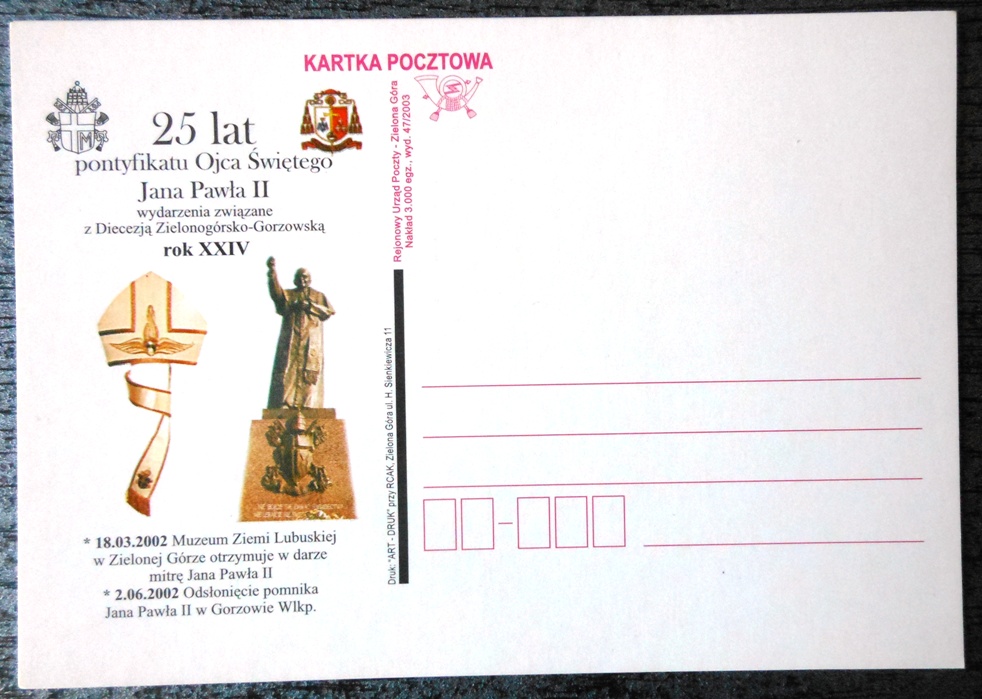 KARTKA POCZTOWA
25 lat
pontyfikatu Ojca Świętego
Jana Pawła II
wydarzenia związane
z Diecezją Zielonogórsko-Gorzowską
rok XXIV
* 18.03.2002 Muzeum Ziemi Lubuskiej
w Zielonej Górze otrzymuje w darze
mitrę Jana Pawła II
* 2.06.2002 Odsłonięcie pomnika
Jana Pawła II w Gorzowie Wlkp.
Rejonowy Urząd Poczty - Zielona Góra
Nakład 3.000 egz., wyd. 47/2003
Druk: "ART - DRUK" przy RCAK, Zielona Góra ul. H. Sienkiewicza 11
M